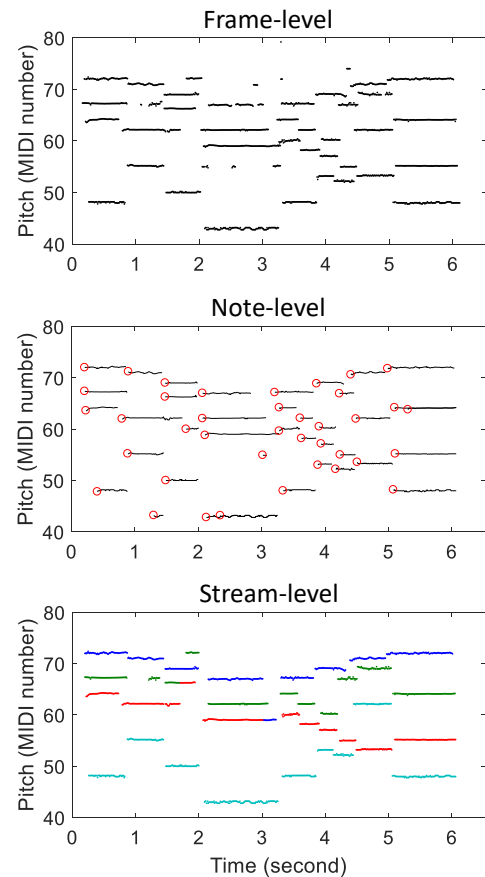 Frame-level
Pitch (MIDI number)
80
70
60
50
40
0 1 2 3 4 5 6
Note-level
Pitch (MIDI number)
80
70
60
50
40
0 1 2 3 4 5 6
Stream-level
Pitch (MIDI number)
80
70
60
50
40
0 1 2 3 4 5 6
Time (second)